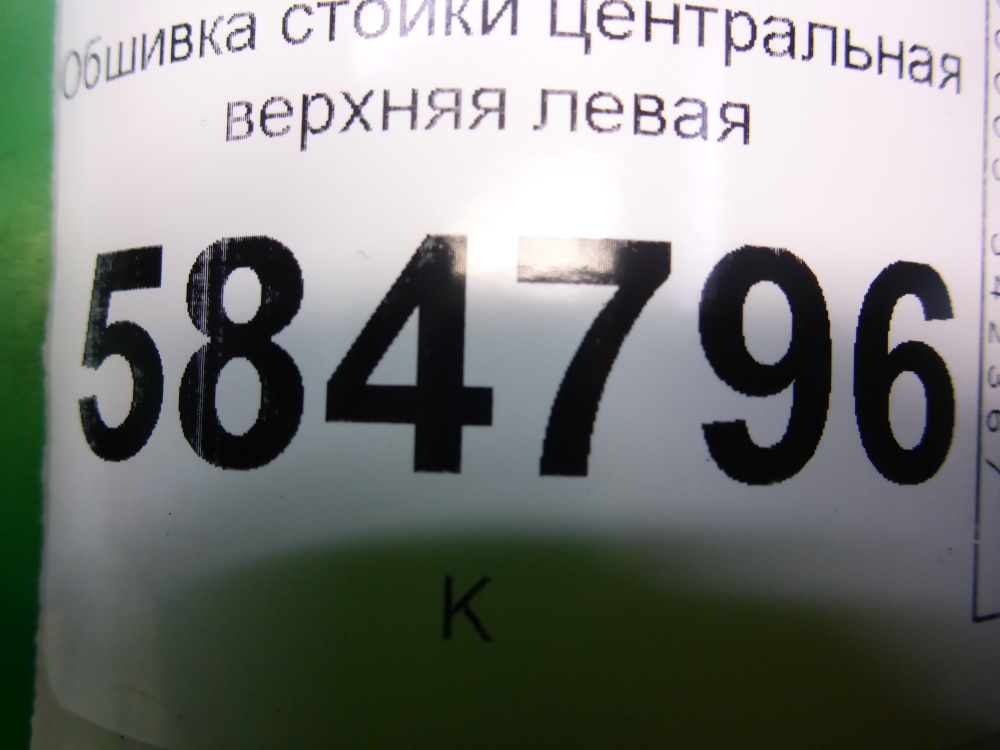 Обшивка стойки центральная
верхняя левая
584796
К